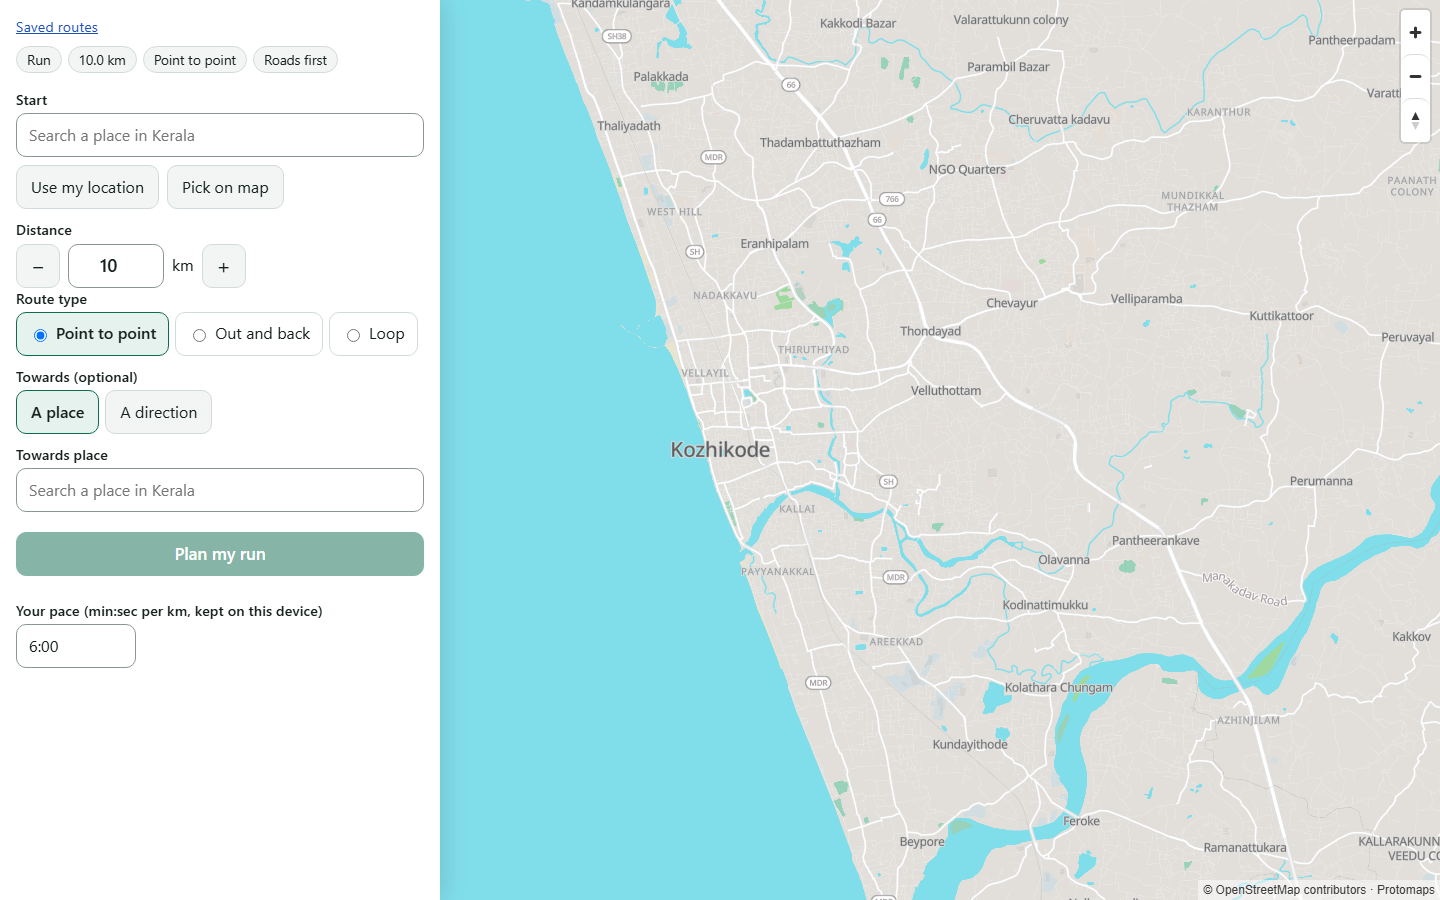 Saved routes
Run
10.0 km
Point to point
Roads first
Start
Search a place in Kerala
Use my location
Pick on map
Distance
–
10
km
+
Route type
Point to point
Out and back
Loop
Towards (optional)
A place
A direction
Towards place
Search a place in Kerala
Plan my run
Your pace (min:sec per km, kept on this device)
6:00
Kandamkulangara
Kakkodi Bazar
Valarattukunn colony
SH38
Pantheerpadam
Palakkada
66
Parambil Bazar
Varatti
Thaliyadath
Cheruvatta kadavu
KARANTHUR
Thadambattuthazham
MDR
NGO Quarters
PAANATH
COLONY
766
MUNDIKKAL
THAZHAM
WEST HILL
66
SH
Eranhipalam
NADAKKAVU
Chevayur
Velliparamba
Kuttikattoor
Thondayad
Peruvayal
THIRUTHIYAD
VELLAYIL
Velluthottam
Kozhikode
SH
Perumanna
KALLAI
Pantheerankave
Olavanna
PAYYANAKKAL
MDR
Manakadav Road
Kodinattimukku
AREEKKAD
Kakkov
MDR
Kolathara Chungam
AZHINJILAM
Kundayithode
Feroke
Beypore
Ramanattukara
KALLARAKUNN
VEEDU CO
© OpenStreetMap contributors · Protomaps